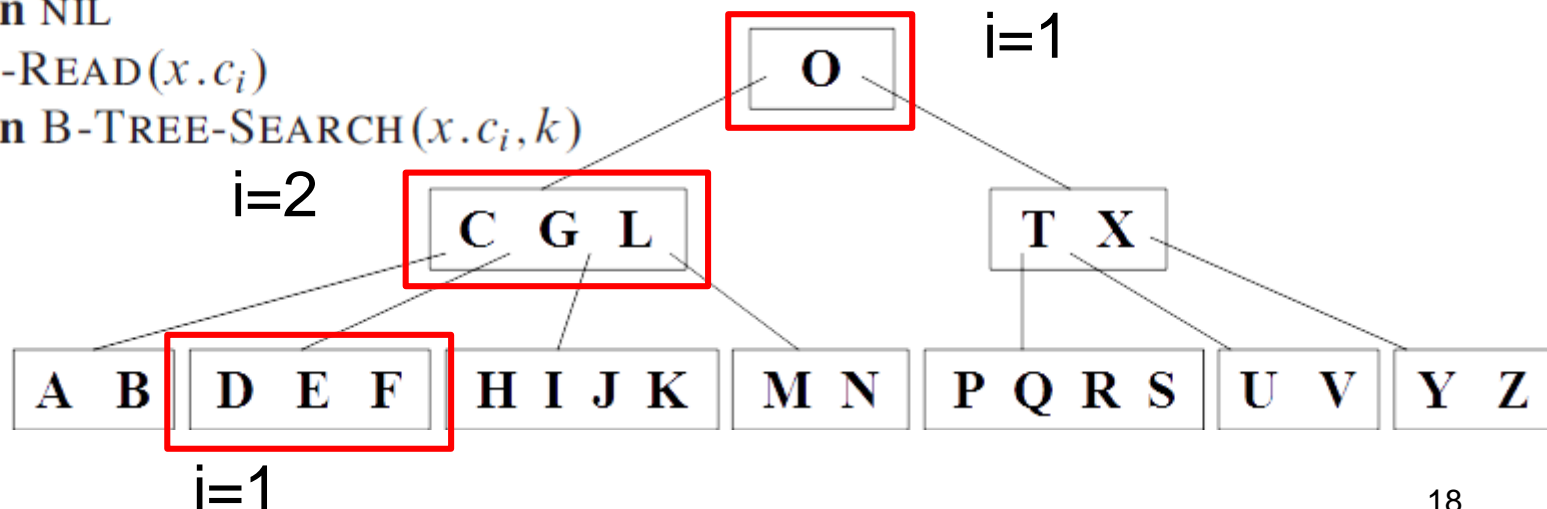 n NIL
-READ(x.cᵢ)
n B-TREE-SEARCH(x.cᵢ, k)
i=1
O
i=2
C G L
T X
A B
D E F
H I J K
M N
P Q R S
U V
Y Z
i=1
18